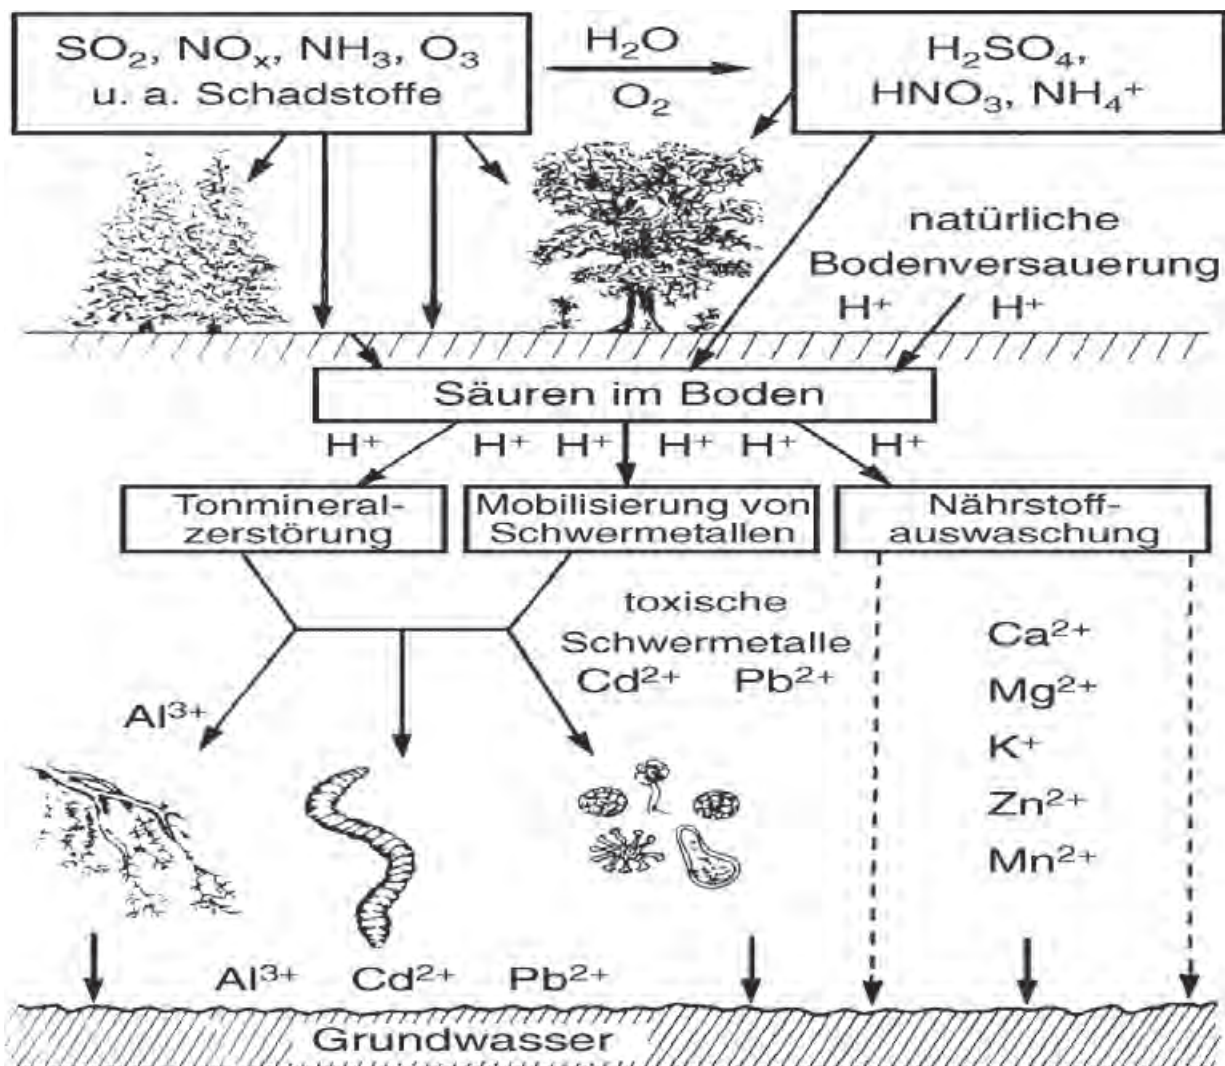 SO₂, NOₓ, NH₃, O₃
u. a. Schadstoffe
H₂O
O₂
H₂SO₄,
HNO₃, NH₄⁺
natürliche
Bodenversauerung
H⁺ H⁺
Säuren im Boden
H⁺ H⁺ H⁺ H⁺ H⁺ H⁺
Tonmineral-
zerstörung
Mobilisierung von
Schwermetallen
Nährstoff-
auswaschung
toxische
Schwermetalle
Cd²⁺ Pb²⁺
Al³⁺
Ca²⁺
Mg²⁺
K⁺
Zn²⁺
Mn²⁺
Al³⁺ Cd²⁺ Pb²⁺
Grundwasser